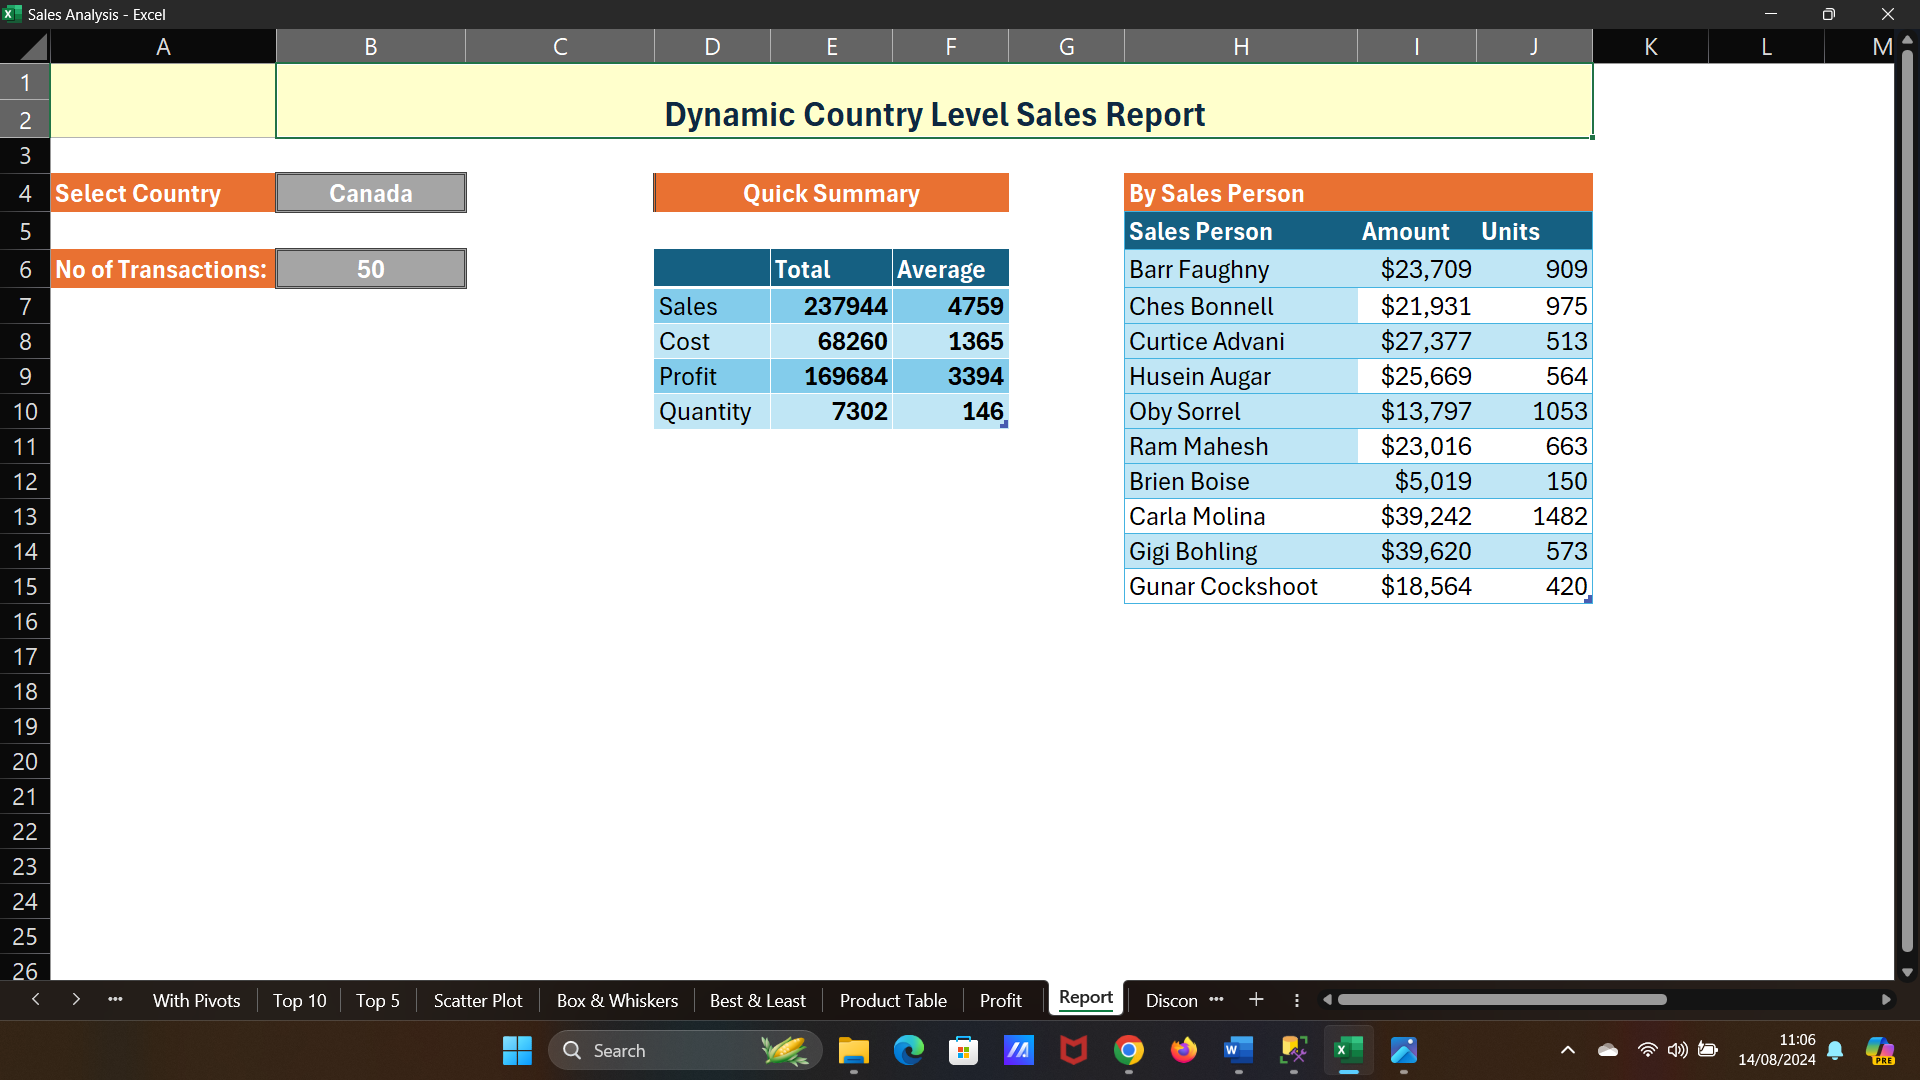 Sales Analysis - Excel
A B C D E F G H I J K L M
1
2
3
4
5
6
7
8
9
10
11
12
13
14
15
16
17
18
19
20
21
22
23
24
25
26
Dynamic Country Level Sales Report
Select Country Canada
No of Transactions: 50
Quick Summary
Total Average
Sales 237944 4759
Cost 68260 1365
Profit 169684 3394
Quantity 7302 146
By Sales Person
Sales Person Amount Units
Barr Faughny $23,709 909
Ches Bonnell $21,931 975
Curtice Advani $27,377 513
Husein Augar $25,669 564
Oby Sorrel $13,797 1053
Ram Mahesh $23,016 663
Brien Boise $5,019 150
Carla Molina $39,242 1482
Gigi Bohling $39,620 573
Gunar Cockshoot $18,564 420
With Pivots Top 10 Top 5 Scatter Plot Box & Whiskers Best & Least Product Table Profit Report Discon
Search
11:06
14/08/2024
PRE